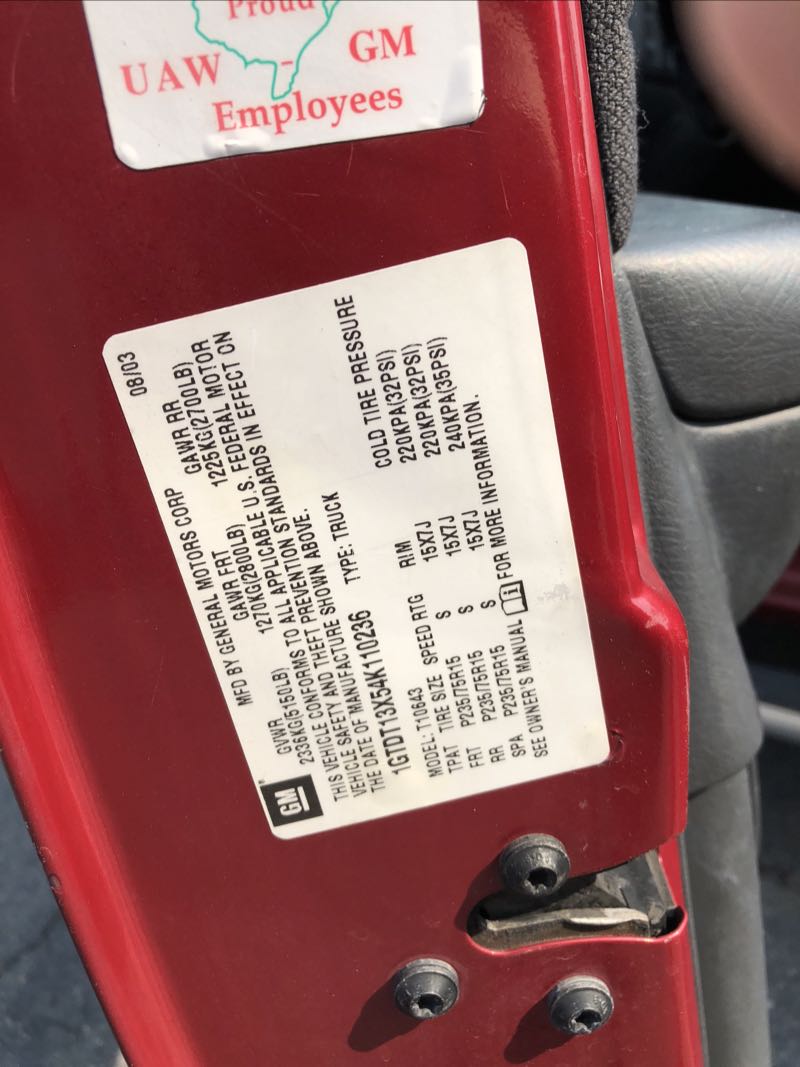 Proud
UAW - GM
Employees
GM
MFD BY GENERAL MOTORS CORP 08/03
GVWR GAWR FRT GAWR RR
2336KG(5150LB) 1270KG(2800LB) 1225KG(2700LB)
THIS VEHICLE CONFORMS TO ALL APPLICABLE U.S. FEDERAL MOTOR
VEHICLE SAFETY AND THEFT PREVENTION STANDARDS IN EFFECT ON
THE DATE OF MANUFACTURE SHOWN ABOVE.
1GTDT13X54K110236 TYPE: TRUCK
MODEL: T10643
TPAT TIRE SIZE SPEED RTG RIM COLD TIRE PRESSURE
FRT P235/75R15 S 15X7J 220KPA(32PSI)
RR P235/75R15 S 15X7J 220KPA(32PSI)
SPA P235/75R15 S 15X7J 240KPA(35PSI)
SEE OWNER'S MANUAL i FOR MORE INFORMATION.